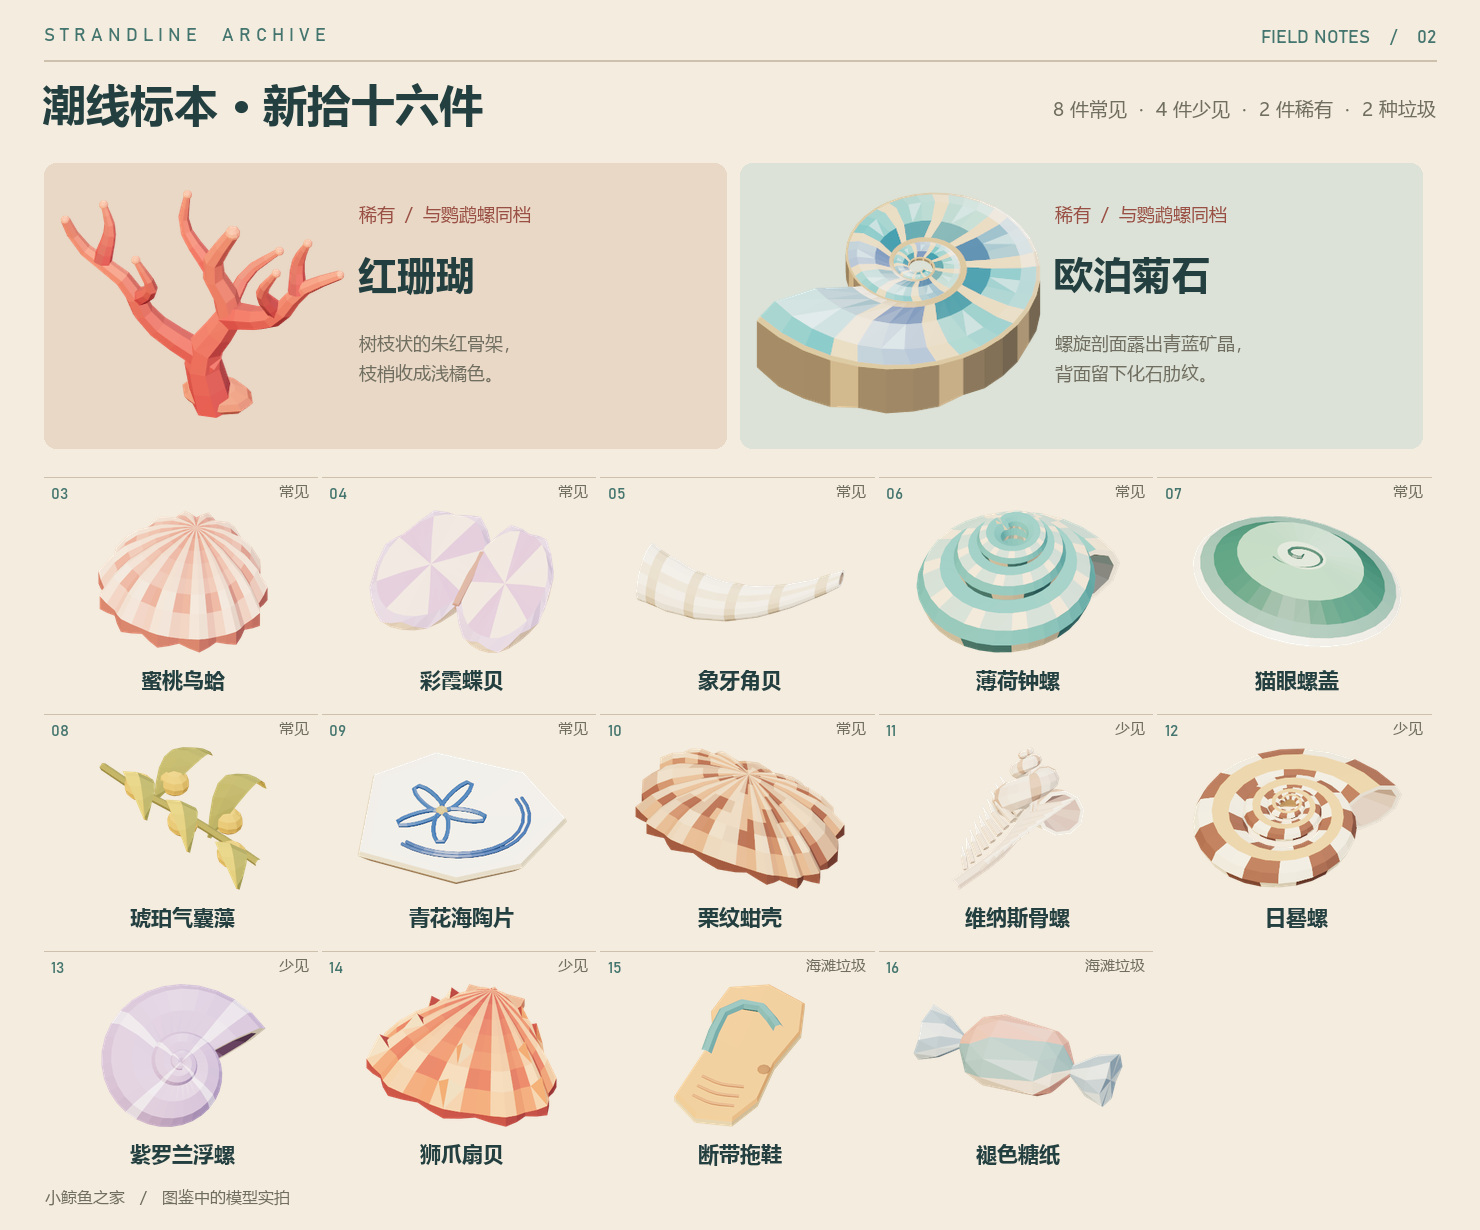 STRANDLINE ARCHIVE
FIELD NOTES / 02
潮线标本·新拾十六件
8 件常见 · 4 件少见 · 2 件稀有 · 2 种垃圾
稀有 / 与鹦鹉螺同档
红珊瑚
树枝状的朱红骨架，
枝梢收成浅橘色。
稀有 / 与鹦鹉螺同档
欧泊菊石
螺旋剖面露出青蓝矿晶，
背面留下化石肋纹。
03 常见
蜜桃鸟蛤
04 常见
彩霞蝶贝
05 常见
象牙角贝
06 常见
薄荷钟螺
07 常见
猫眼螺盖
08 常见
琥珀气囊藻
09 常见
青花海陶片
10 常见
栗纹蚶壳
11 少见
维纳斯骨螺
12 少见
日晷螺
13 少见
紫罗兰浮螺
14 少见
狮爪扇贝
15 海滩垃圾
断带拖鞋
16 海滩垃圾
褪色糖纸
小鲸鱼之家 / 图鉴中的模型实拍